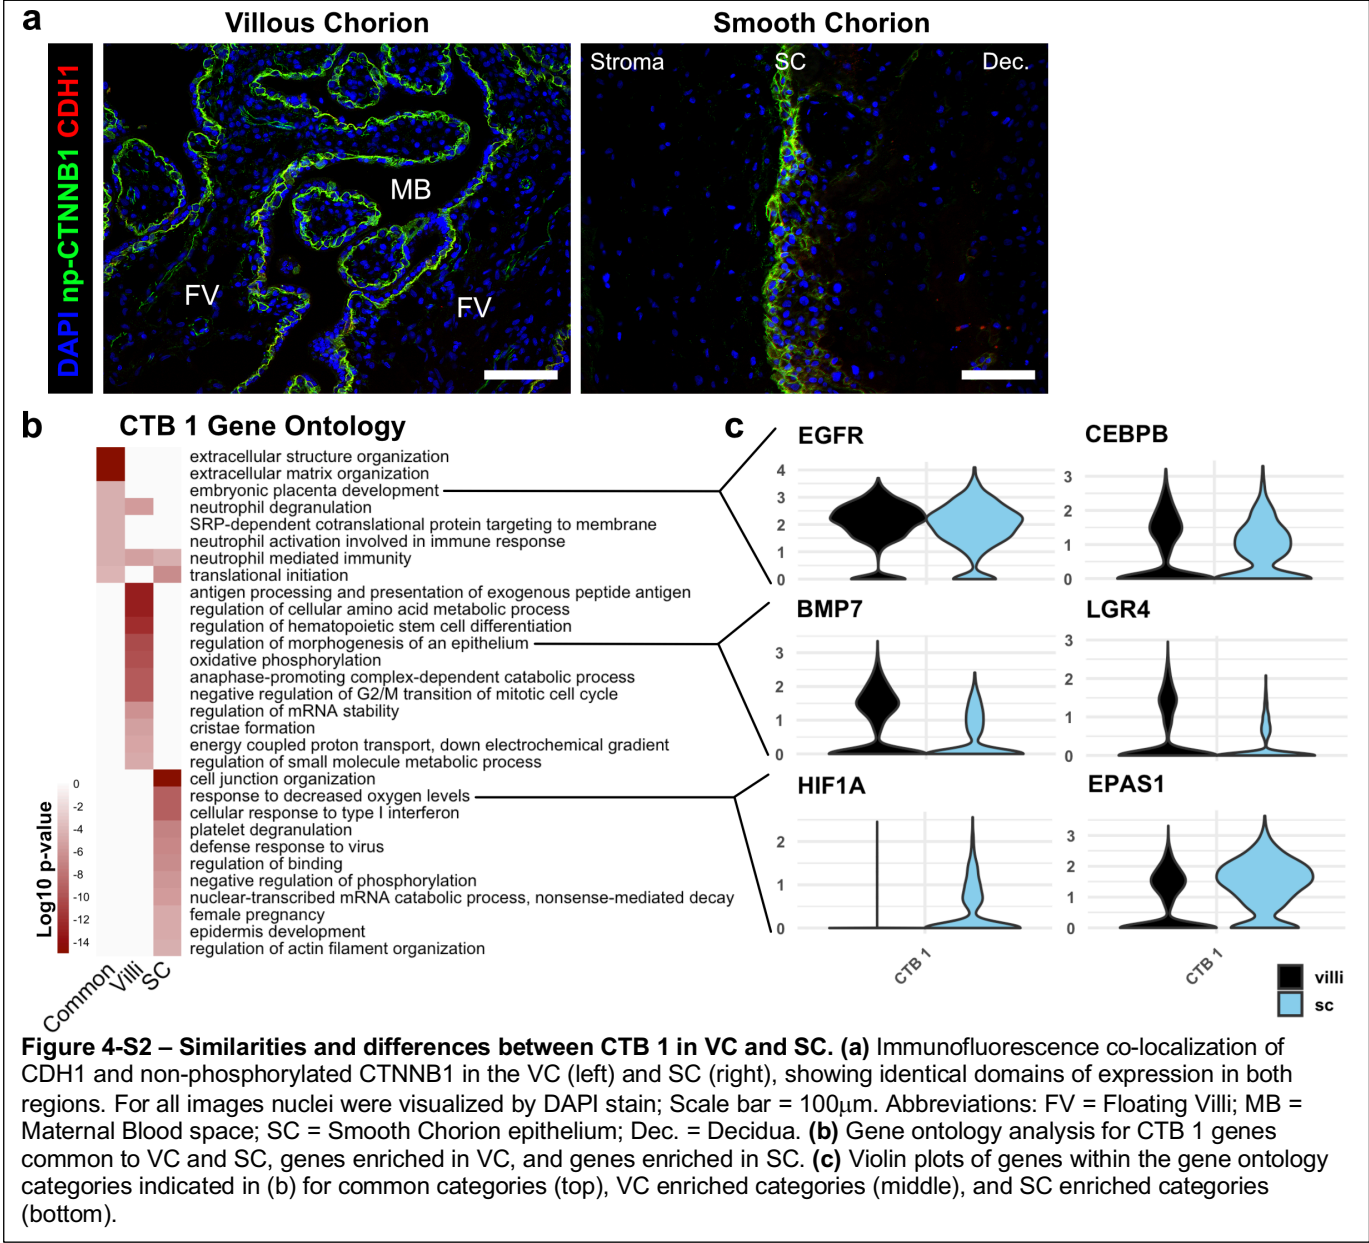 a
Villous Chorion
Smooth Chorion
DAPI np-CTNNB1 CDH1
MB
FV
FV
Stroma
SC
Dec.
b
CTB 1 Gene Ontology
extracellular structure organization
extracellular matrix organization
embryonic placenta development
neutrophil degranulation
SRP-dependent cotranslational protein targeting to membrane
neutrophil activation involved in immune response
neutrophil mediated immunity
translational initiation
antigen processing and presentation of exogenous peptide antigen
regulation of cellular amino acid metabolic process
regulation of hematopoietic stem cell differentiation
regulation of morphogenesis of an epithelium
oxidative phosphorylation
anaphase-promoting complex-dependent catabolic process
negative regulation of G2/M transition of mitotic cell cycle
regulation of mRNA stability
cristae formation
energy coupled proton transport, down electrochemical gradient
regulation of small molecule metabolic process
cell junction organization
response to decreased oxygen levels
cellular response to type I interferon
platelet degranulation
defense response to virus
regulation of binding
negative regulation of phosphorylation
nuclear-transcribed mRNA catabolic process, nonsense-mediated decay
female pregnancy
epidermis development
regulation of actin filament organization
Log10 p-value
0
-2
-4
-6
-8
-10
-12
-14
Common
Villi
SC
c
EGFR
4
3
2
1
0
CEBPB
3
2
1
0
BMP7
3
2
1
0
LGR4
3
2
1
0
HIF1A
2
1
0
CTB 1
EPAS1
3
2
1
0
CTB 1
villi
sc
Figure 4-S2 – Similarities and differences between CTB 1 in VC and SC. (a) Immunofluorescence co-localization of
CDH1 and non-phosphorylated CTNNB1 in the VC (left) and SC (right), showing identical domains of expression in both
regions. For all images nuclei were visualized by DAPI stain; Scale bar = 100μm. Abbreviations: FV = Floating Villi; MB =
Maternal Blood space; SC = Smooth Chorion epithelium; Dec. = Decidua. (b) Gene ontology analysis for CTB 1 genes
common to VC and SC, genes enriched in VC, and genes enriched in SC. (c) Violin plots of genes within the gene ontology
categories indicated in (b) for common categories (top), VC enriched categories (middle), and SC enriched categories
(bottom).